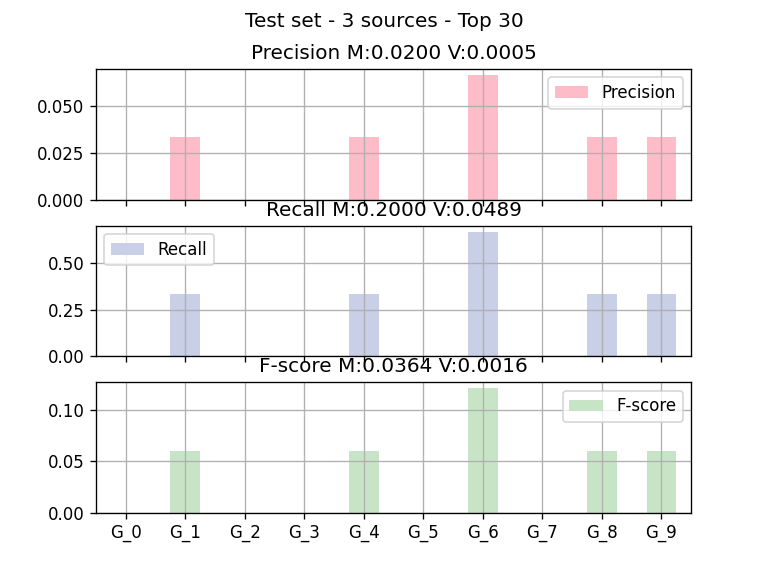 Test set - 3 sources - Top 30
Precision M:0.0200 V:0.0005
0.050
0.025
0.000
Precision
Recall M:0.2000 V:0.0489
0.50
0.25
0.00
Recall
F-score M:0.0364 V:0.0016
0.10
0.05
0.00
F-score
G_0 G_1 G_2 G_3 G_4 G_5 G_6 G_7 G_8 G_9